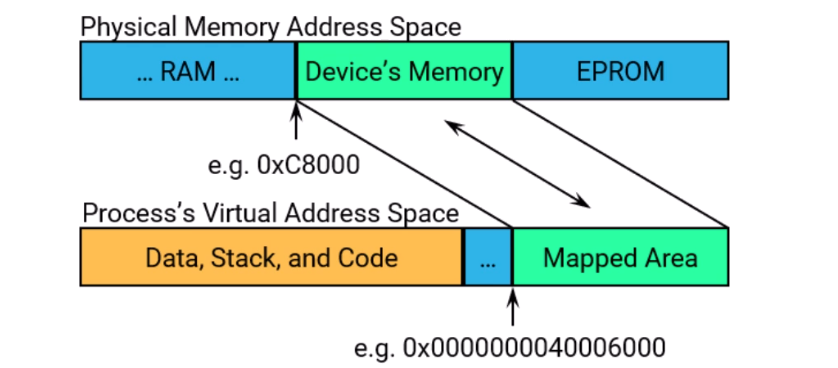 Physical Memory Address Space
... RAM ...
Device's Memory
EPROM
e.g. 0xC8000
Process's Virtual Address Space
Data, Stack, and Code
...
Mapped Area
e.g. 0x0000000040006000